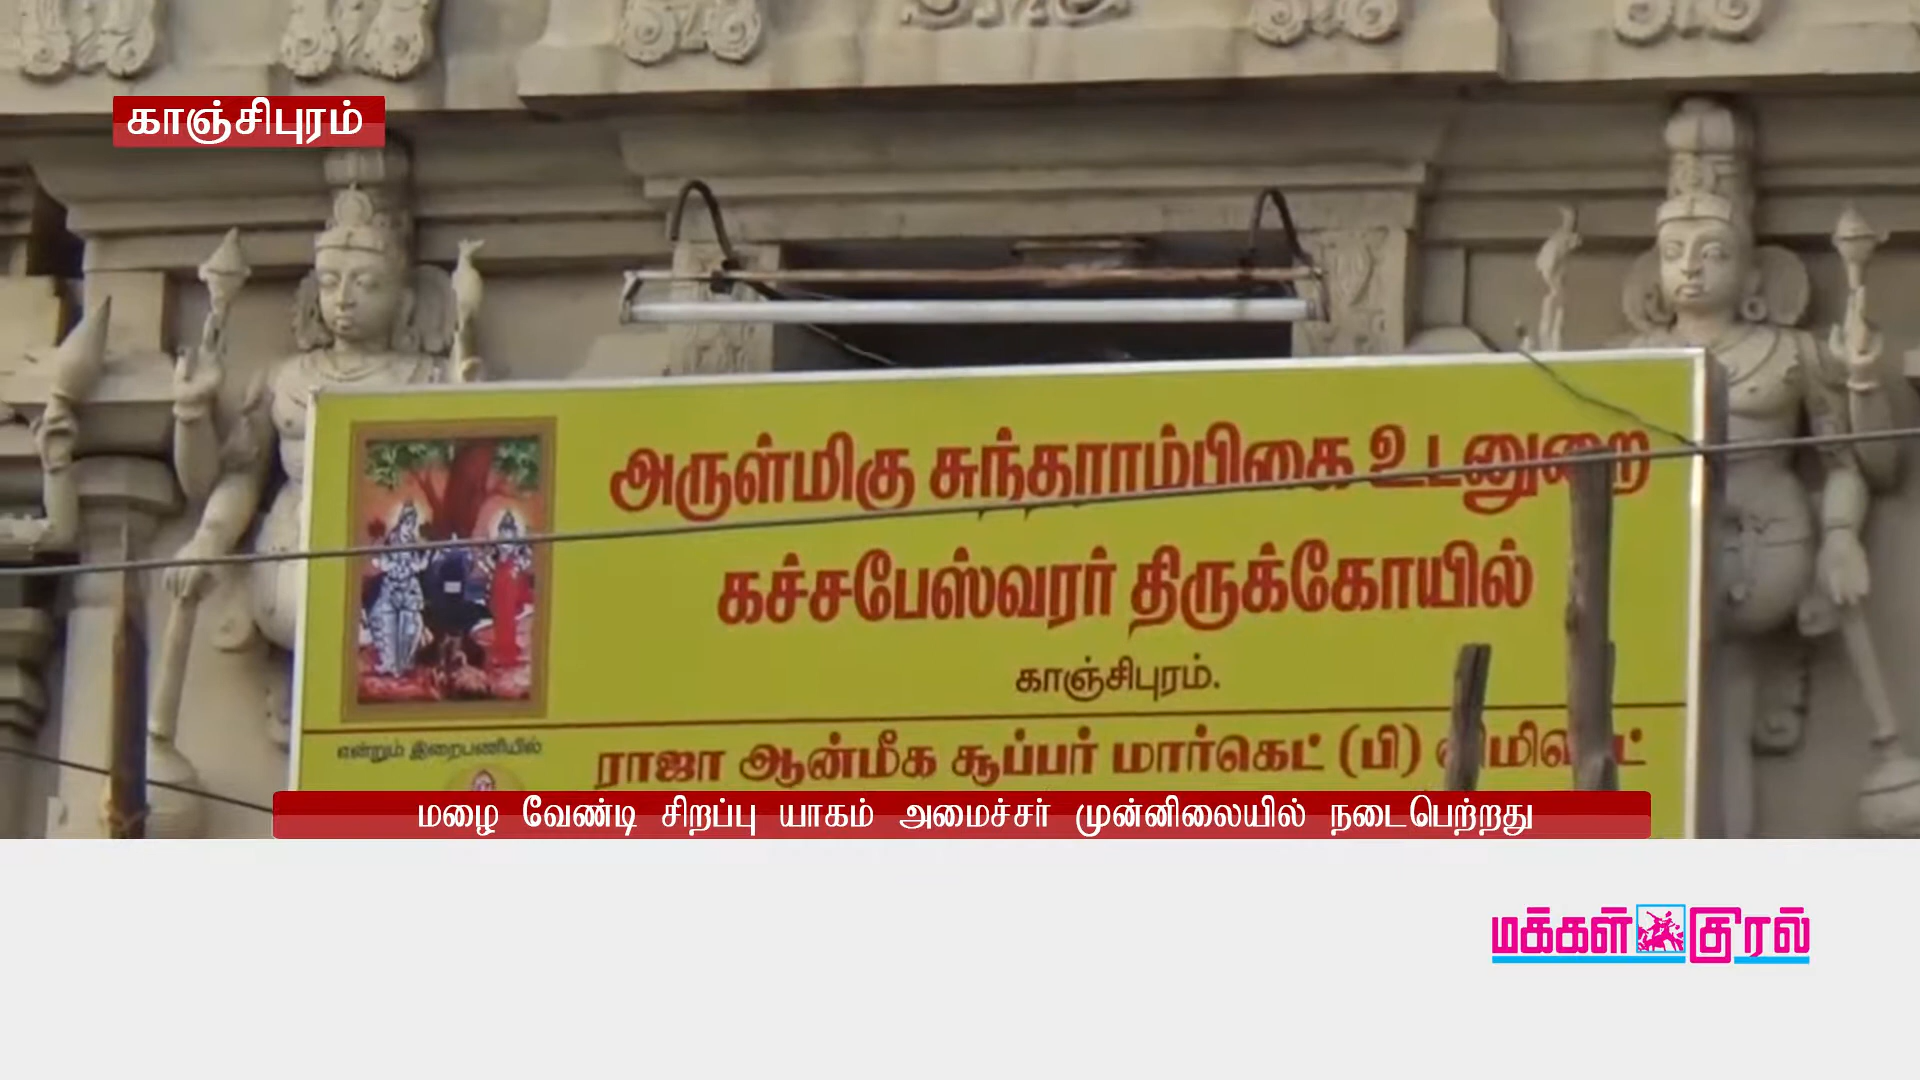 காஞ்சிபுரம்
அருள்மிகு சுந்தராம்பிகை உடனுறை
கச்சபேஸ்வரர் திருக்கோயில்
காஞ்சிபுரம்.
என்றும் இறைபணியில்
ராஜா ஆன்மீக சூப்பர் மார்கெட் (பி)
மழை வேண்டி சிறப்பு யாகம் அமைச்சர் முன்னிலையில் நடைபெற்றது
மக்கள் குரல்